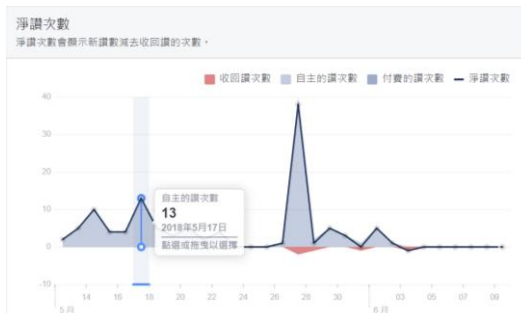 淨讚次數
淨讚次數會顯示新讚數減去收回讚的次數。
收回讚次數 自主的讚次數 付費的讚次數 淨讚次數
40
30
20
10
0
-10
自主的讚次數
13
2018年5月17日
點選或拖曳以選擇
14 16 18 20 22 24 26 28 30 03 05 07 09
5 月 6 月